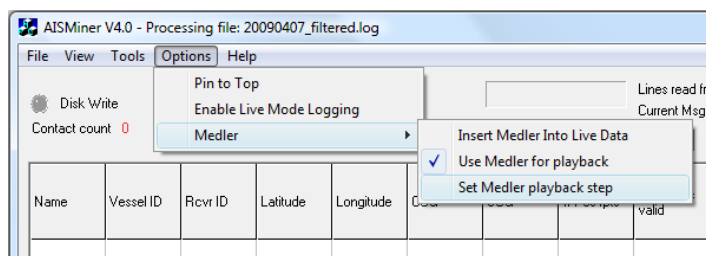 AISMiner V4.0 - Processing file: 20090407_filtered.log
File View Tools Options Help
Pin to Top
Enable Live Mode Logging
Medler
Insert Medler Into Live Data
Use Medler for playback
Set Medler playback step
Disk Write
Contact count 0
Lines read fr
Current Msg
Name Vessel ID Rcvr ID Latitude Longitude
valid